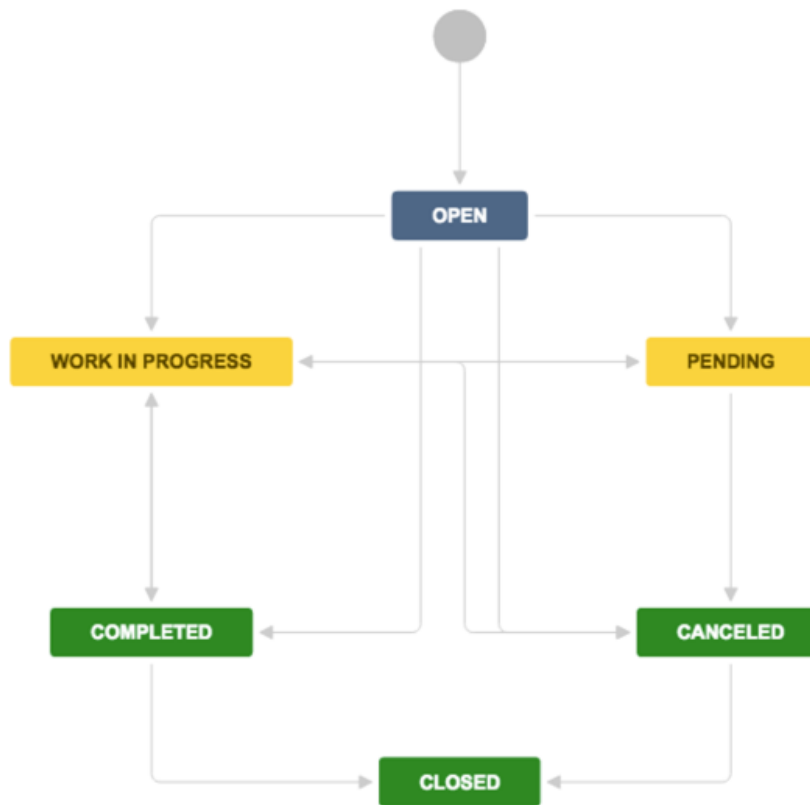 OPEN
WORK IN PROGRESS
PENDING
COMPLETED
CANCELED
CLOSED